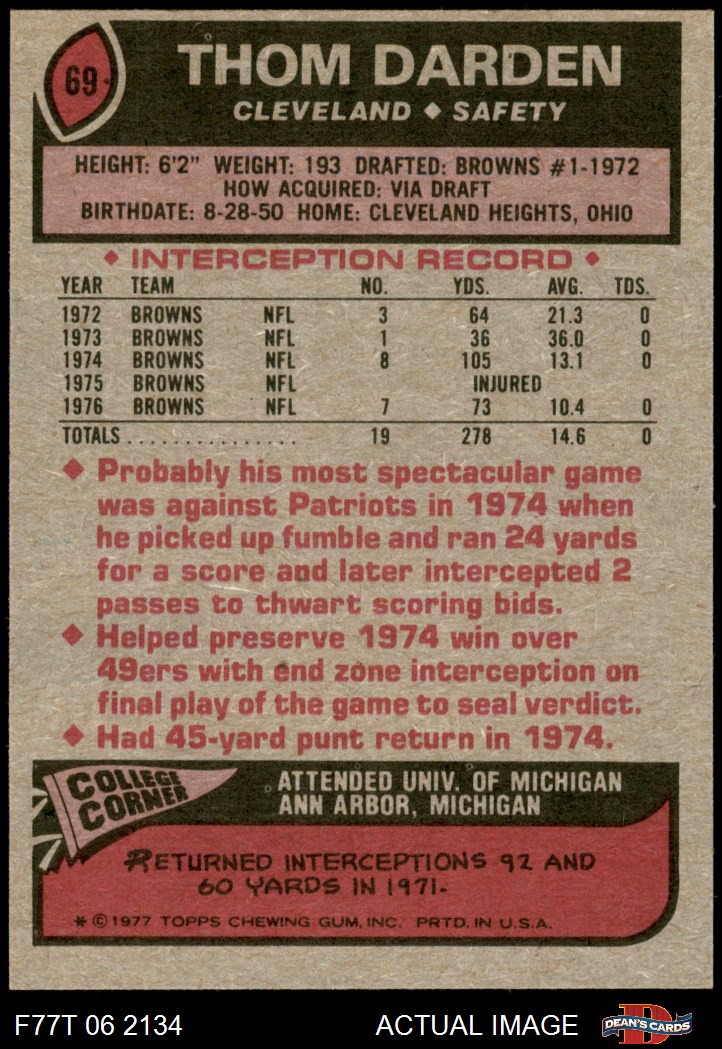 69
THOM DARDEN
CLEVELAND ◆ SAFETY
HEIGHT: 6'2" WEIGHT: 193 DRAFTED: BROWNS #1-1972
HOW ACQUIRED: VIA DRAFT
BIRTHDATE: 8-28-50 HOME: CLEVELAND HEIGHTS, OHIO
◆ INTERCEPTION RECORD ◆
YEAR TEAM NO. YDS. AVG. TDS.
1972 BROWNS NFL 3 64 21.3 0
1973 BROWNS NFL 1 36 36.0 0
1974 BROWNS NFL 8 105 13.1 0
1975 BROWNS NFL INJURED
1976 BROWNS NFL 7 73 10.4 0
TOTALS . . . . . . . . . . . . . . . 19 278 14.6 0
◆ Probably his most spectacular game
was against Patriots in 1974 when
he picked up fumble and ran 24 yards
for a score and later intercepted 2
passes to thwart scoring bids.
◆ Helped preserve 1974 win over
49ers with end zone interception on
final play of the game to seal verdict.
◆ Had 45-yard punt return in 1974.
COLLEGE
CORNER
ATTENDED UNIV. OF MICHIGAN
ANN ARBOR, MICHIGAN
RETURNED INTERCEPTIONS 92 AND
60 YARDS IN 1971.
* © 1977 TOPPS CHEWING GUM, INC. PRTD. IN U.S.A.
F77T 06 2134
ACTUAL IMAGE
D
DEAN'S CARDS